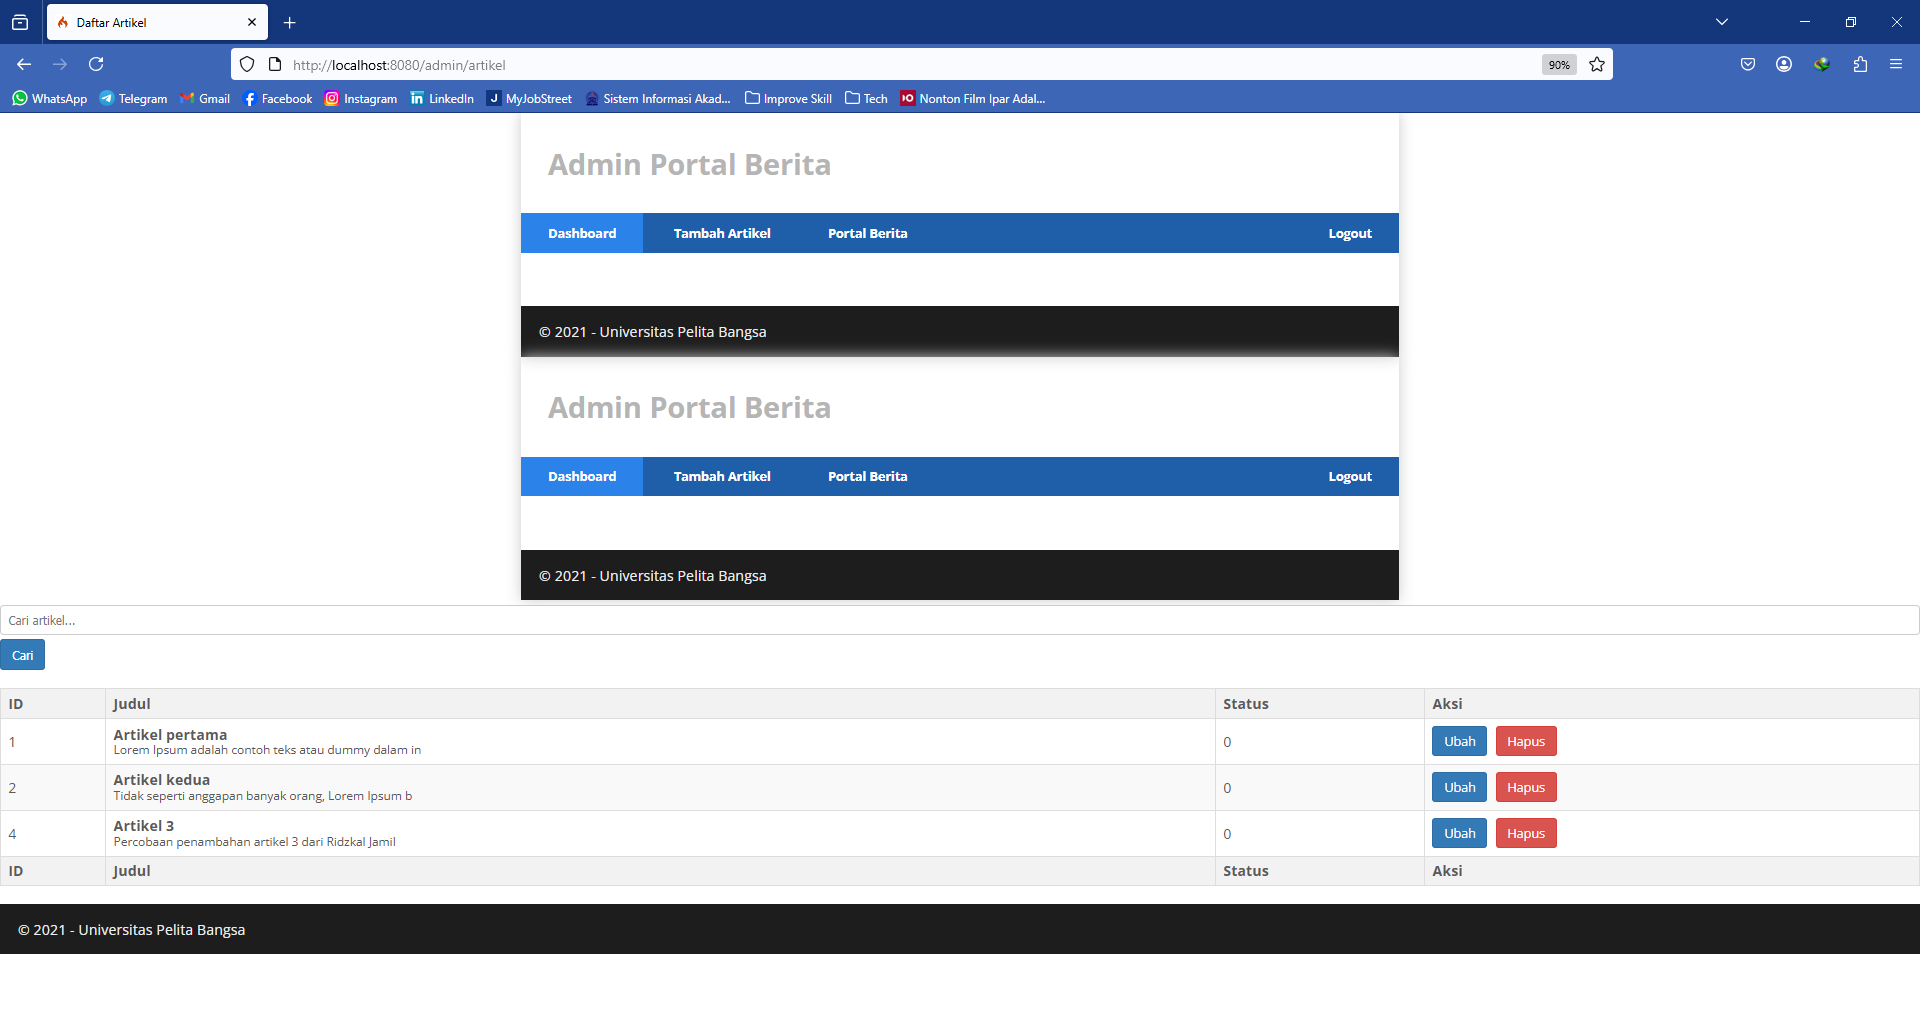 Daftar Artikel
http://localhost:8080/admin/artikel 90%
WhatsApp Telegram Gmail Facebook Instagram LinkedIn MyJobStreet Sistem Informasi Akad... Improve Skill Tech Nonton Film Ipar Adal...
Admin Portal Berita
Dashboard Tambah Artikel Portal Berita Logout
© 2021 - Universitas Pelita Bangsa
Admin Portal Berita
Dashboard Tambah Artikel Portal Berita Logout
© 2021 - Universitas Pelita Bangsa
Cari artikel...
Cari
ID Judul Status Aksi
1 Artikel pertama 0 Ubah Hapus
Lorem Ipsum adalah contoh teks atau dummy dalam in
2 Artikel kedua 0 Ubah Hapus
Tidak seperti anggapan banyak orang, Lorem Ipsum b
4 Artikel 3 0 Ubah Hapus
Percobaan penambahan artikel 3 dari Ridzkal Jamil
ID Judul Status Aksi
© 2021 - Universitas Pelita Bangsa